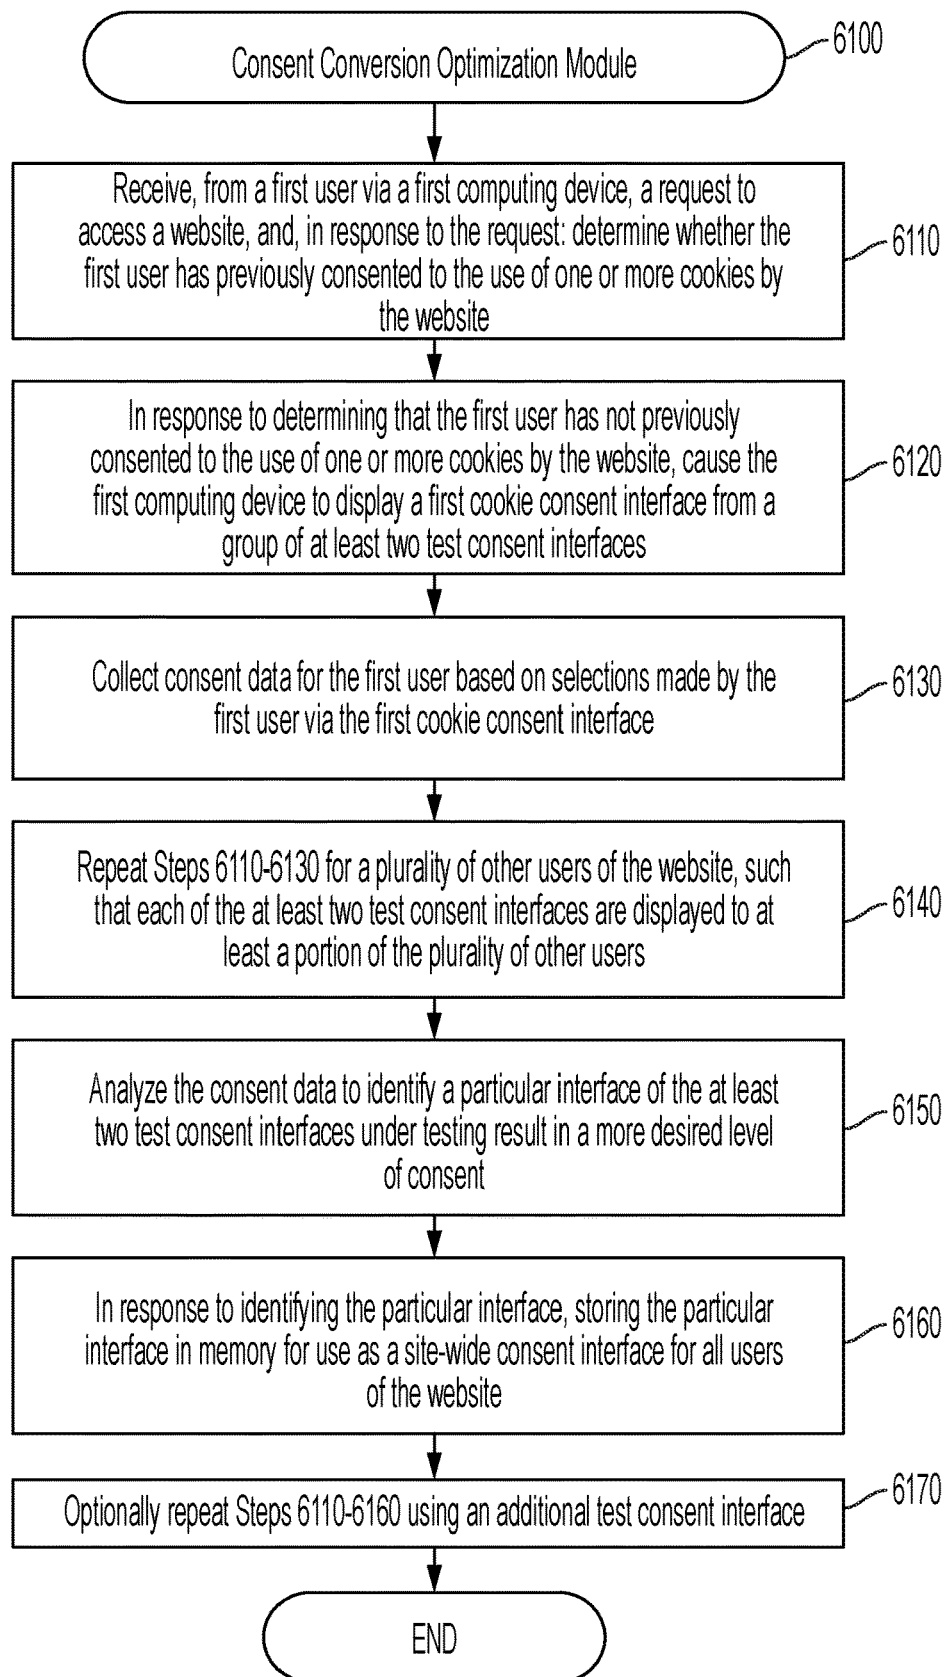 Consent Conversion Optimization Module
6100
Receive, from a first user via a first computing device, a request to
access a website, and, in response to the request: determine whether the
first user has previously consented to the use of one or more cookies by
the website
6110
In response to determining that the first user has not previously
consented to the use of one or more cookies by the website, cause the
first computing device to display a first cookie consent interface from a
group of at least two test consent interfaces
6120
Collect consent data for the first user based on selections made by the
first user via the first cookie consent interface
6130
Repeat Steps 6110-6130 for a plurality of other users of the website, such
that each of the at least two test consent interfaces are displayed to at
least a portion of the plurality of other users
6140
Analyze the consent data to identify a particular interface of the at least
two test consent interfaces under testing result in a more desired level
of consent
6150
In response to identifying the particular interface, storing the particular
interface in memory for use as a site-wide consent interface for all users
of the website
6160
Optionally repeat Steps 6110-6160 using an additional test consent interface
6170
END